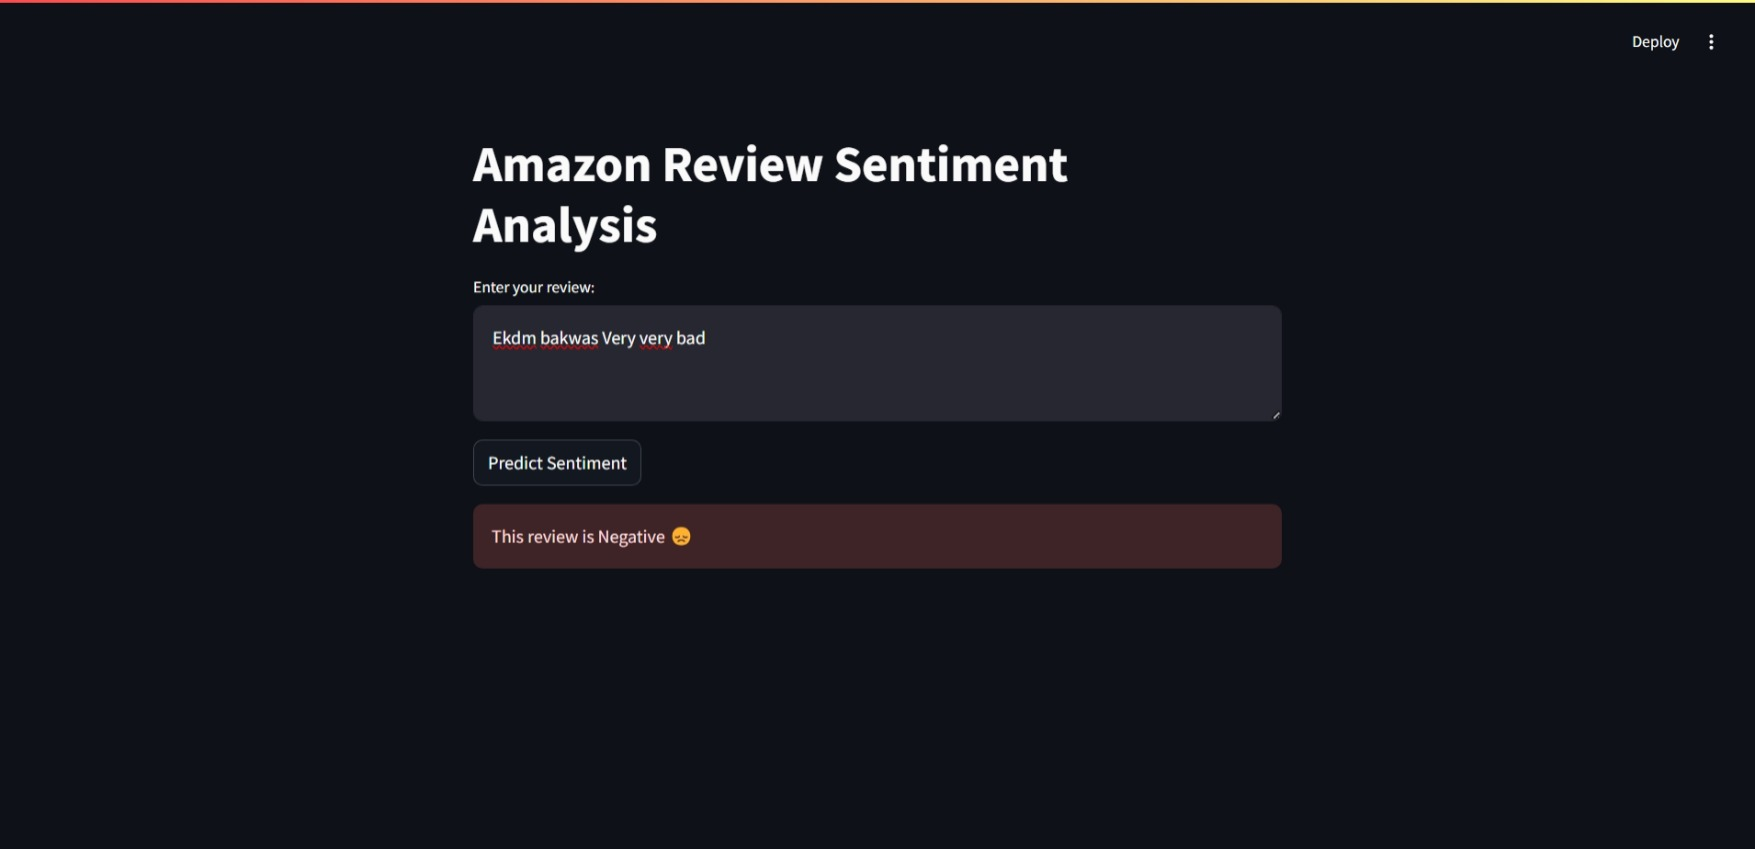 Deploy
Amazon Review Sentiment
Analysis
Enter your review:
Ekdm bakwas Very very bad
Predict Sentiment
This review is Negative 😞